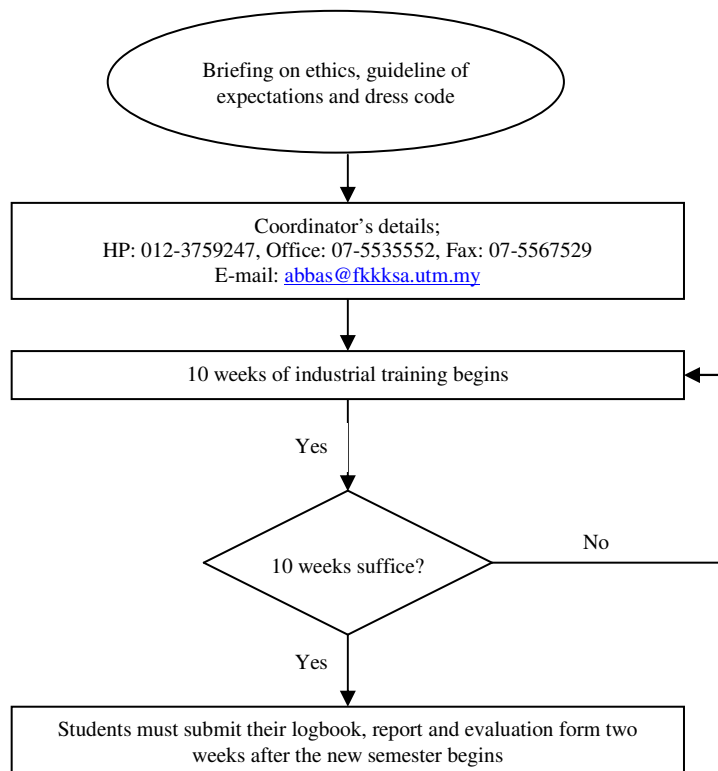 Briefing on ethics, guideline of
expectations and dress code
Coordinator's details;
HP: 012-3759247, Office: 07-5535552, Fax: 07-5567529
E-mail: abbas@fkkksa.utm.my
10 weeks of industrial training begins
Yes
10 weeks suffice?
No
Yes
Students must submit their logbook, report and evaluation form two
weeks after the new semester begins